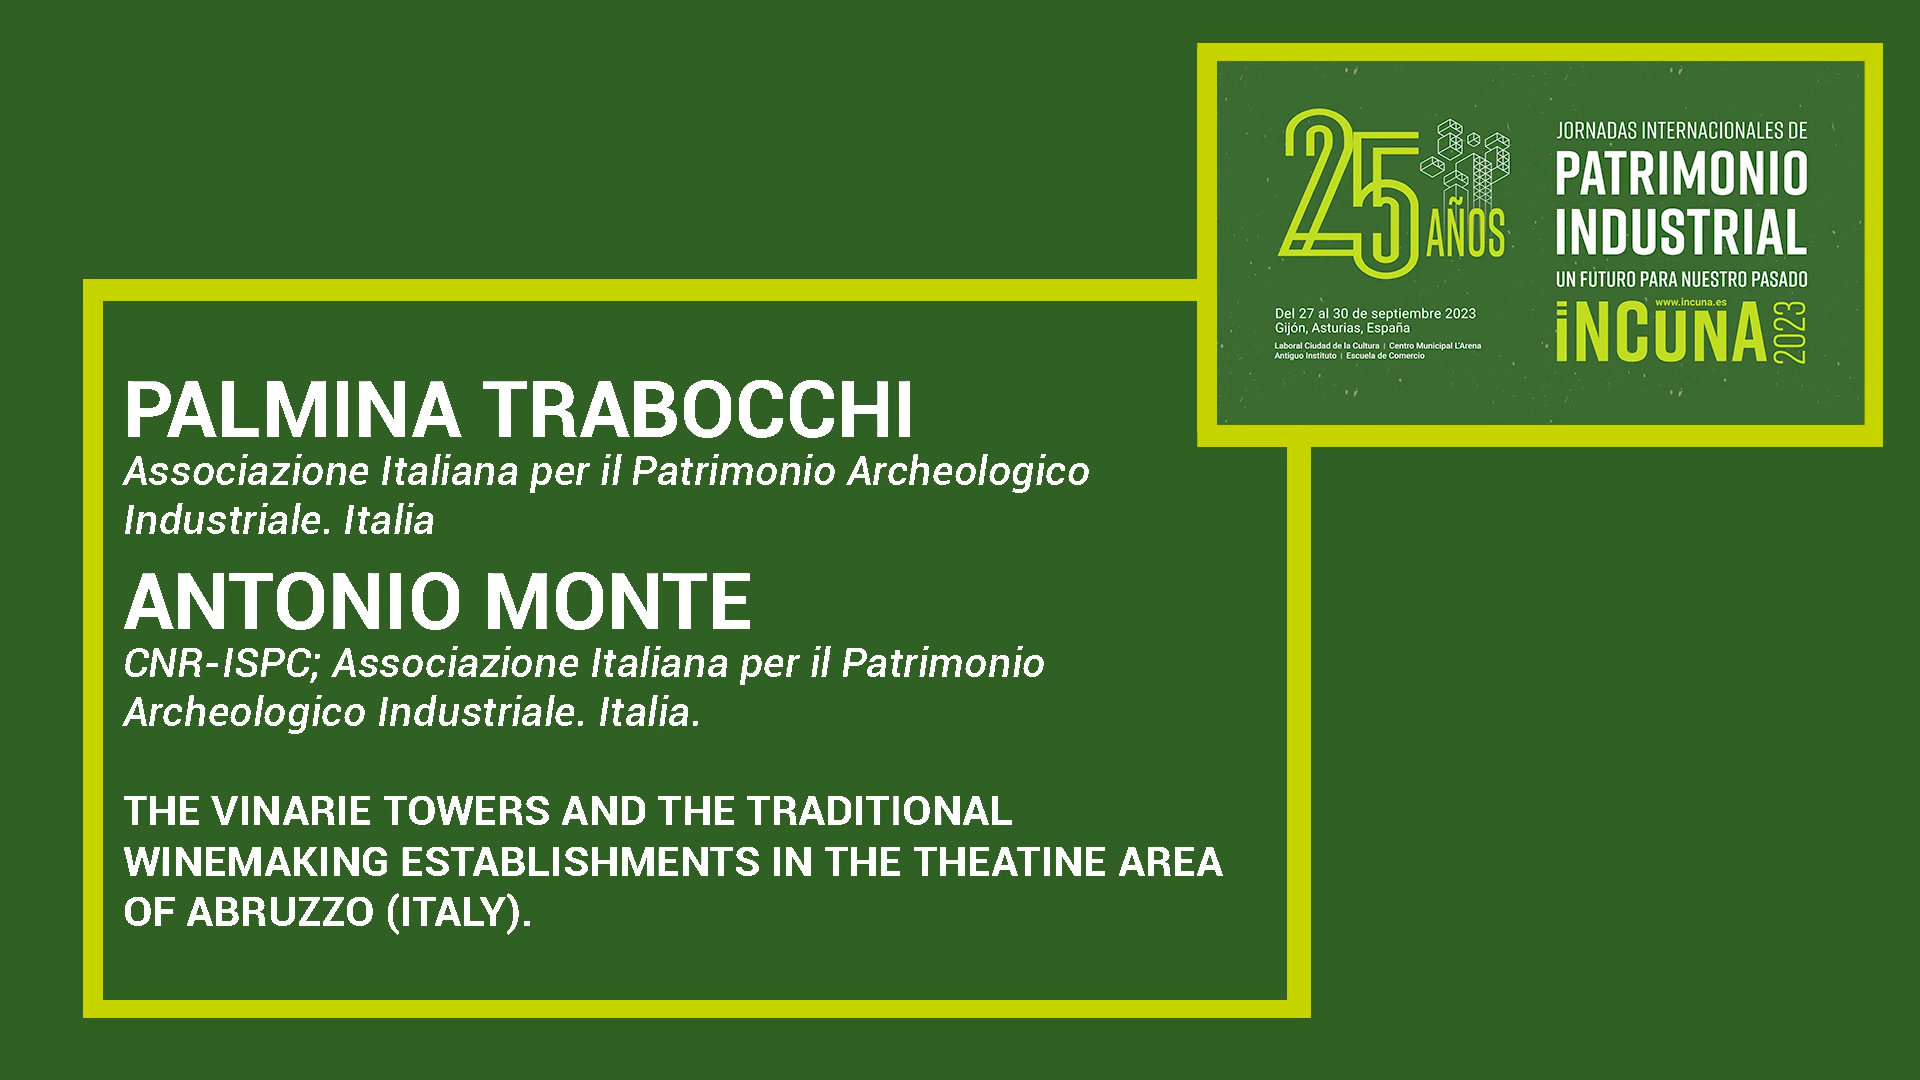 25 AÑOS
Del 27 al 30 de septiembre 2023
Gijón, Asturias, España
Laboral Ciudad de la Cultura | Centro Municipal L'Arena
Antiguo Instituto | Escuela de Comercio
JORNADAS INTERNACIONALES DE
PATRIMONIO
INDUSTRIAL
UN FUTURO PARA NUESTRO PASADO
www.incuna.es
iNCUNA 2023
PALMINA TRABOCCHI
Associazione Italiana per il Patrimonio Archeologico
Industriale. Italia
ANTONIO MONTE
CNR-ISPC; Associazione Italiana per il Patrimonio
Archeologico Industriale. Italia.
THE VINARIE TOWERS AND THE TRADITIONAL
WINEMAKING ESTABLISHMENTS IN THE THEATINE AREA
OF ABRUZZO (ITALY).